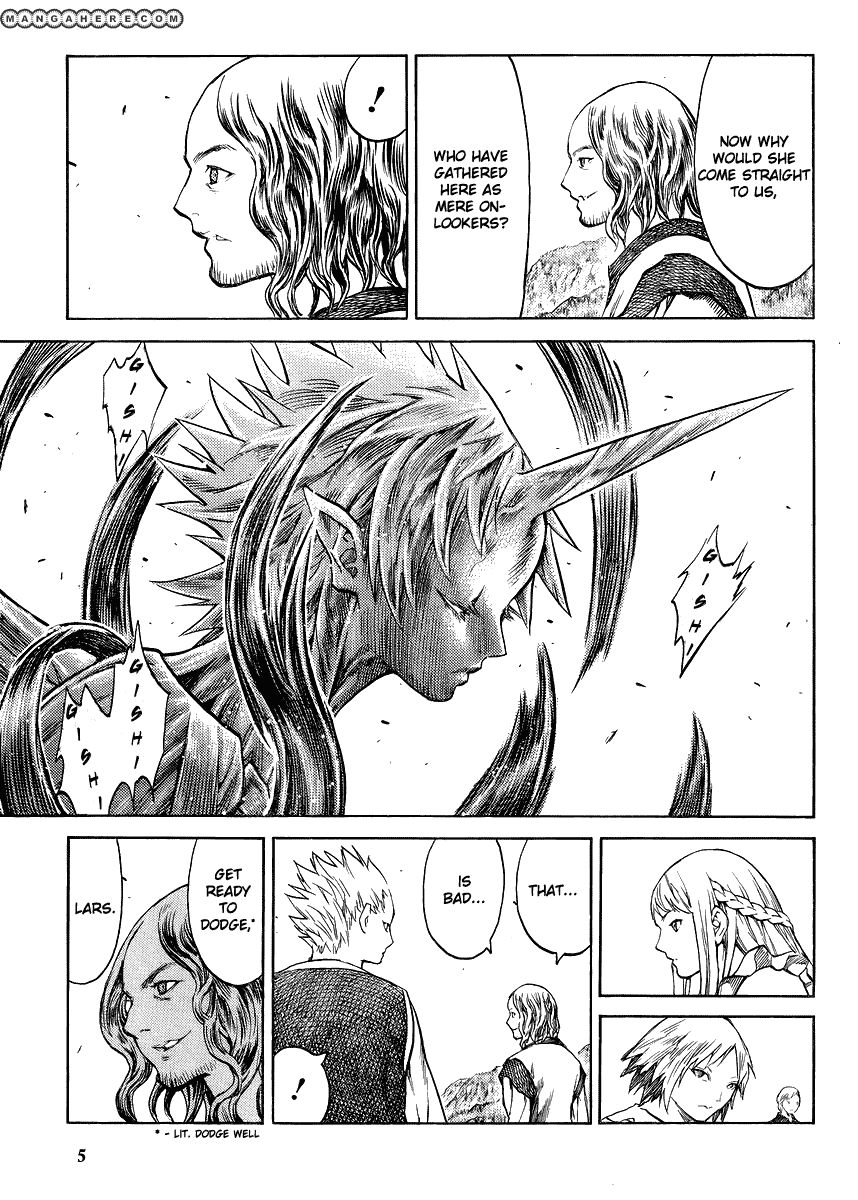 MANGAHERE.COM
NOW WHY
WOULD SHE
COME STRAIGHT
TO US,
WHO HAVE
GATHERED
HERE AS
MERE ON-
LOOKERS?
!
GISHI
GISHI
GISHI
GISHI
THAT...
IS
BAD...
!
GET
READY
TO
DODGE,*
LARS.
* - LIT. DODGE WELL
5